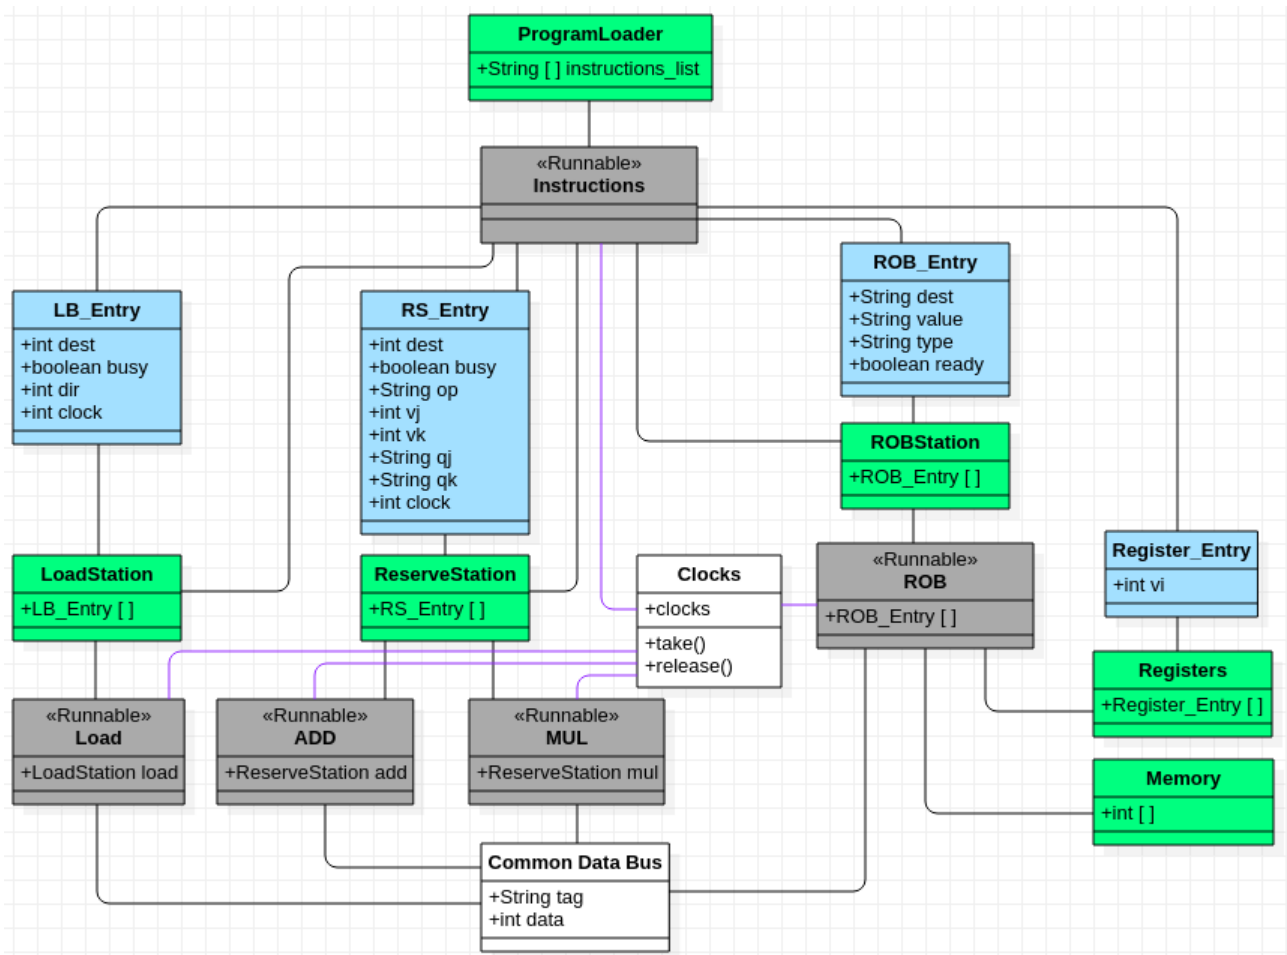 ProgramLoader
+String [ ] instructions_list
«Runnable»
Instructions
LB_Entry
+int dest
+boolean busy
+int dir
+int clock
RS_Entry
+int dest
+boolean busy
+String op
+int vj
+int vk
+String qj
+String qk
+int clock
ROB_Entry
+String dest
+String value
+String type
+boolean ready
ROBStation
+ROB_Entry [ ]
LoadStation
+LB_Entry [ ]
ReserveStation
+RS_Entry [ ]
Clocks
+clocks
+take()
+release()
«Runnable»
ROB
+ROB_Entry [ ]
Register_Entry
+int vi
Registers
+Register_Entry [ ]
«Runnable»
Load
+LoadStation load
«Runnable»
ADD
+ReserveStation add
«Runnable»
MUL
+ReserveStation mul
Memory
+int [ ]
Common Data Bus
+String tag
+int data